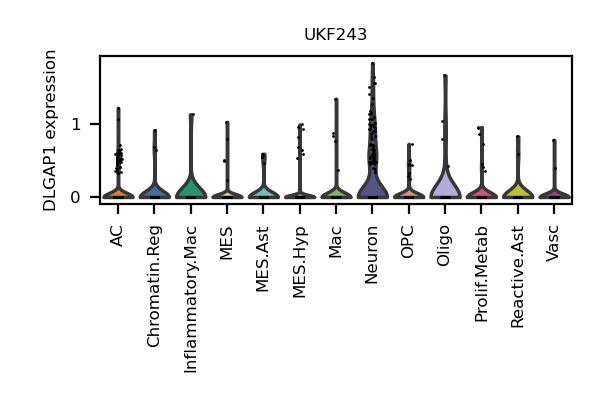 UKF243
DLGAP1 expression
1
0
AC
Chromatin.Reg
Inflammatory.Mac
MES
MES.Ast
MES.Hyp
Mac
Neuron
OPC
Oligo
Prolif.Metab
Reactive.Ast
Vasc